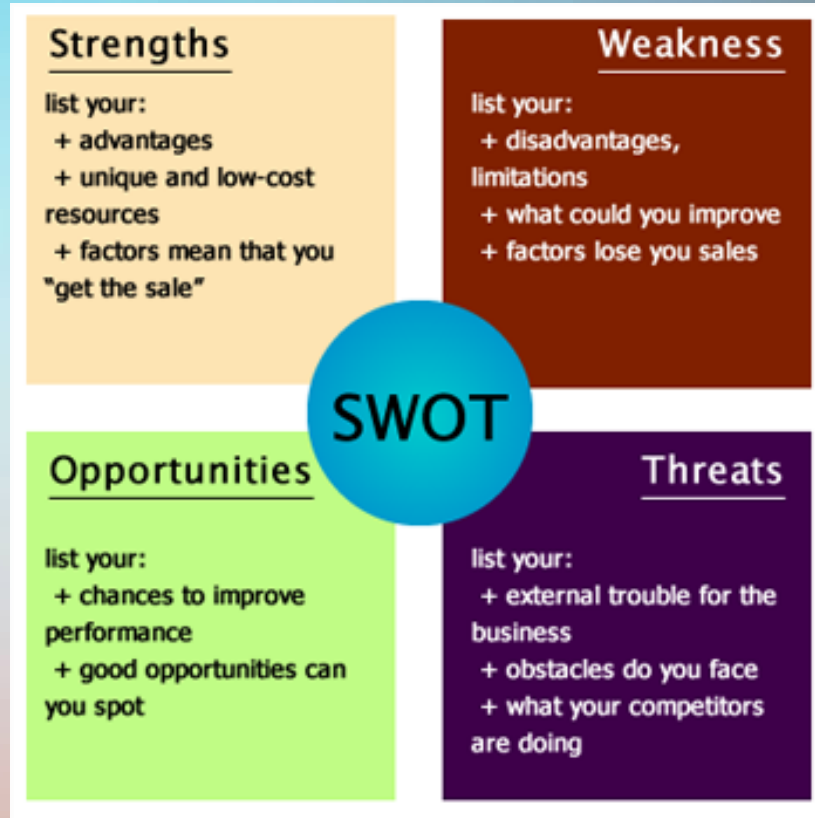 Strengths
list your:
+ advantages
+ unique and low-cost
resources
+ factors mean that you
“get the sale”
Weakness
list your:
+ disadvantages,
limitations
+ what could you improve
+ factors lose you sales
SWOT
Opportunities
list your:
+ chances to improve
performance
+ good opportunities can
you spot
Threats
list your:
+ external trouble for the
business
+ obstacles do you face
+ what your competitors
are doing